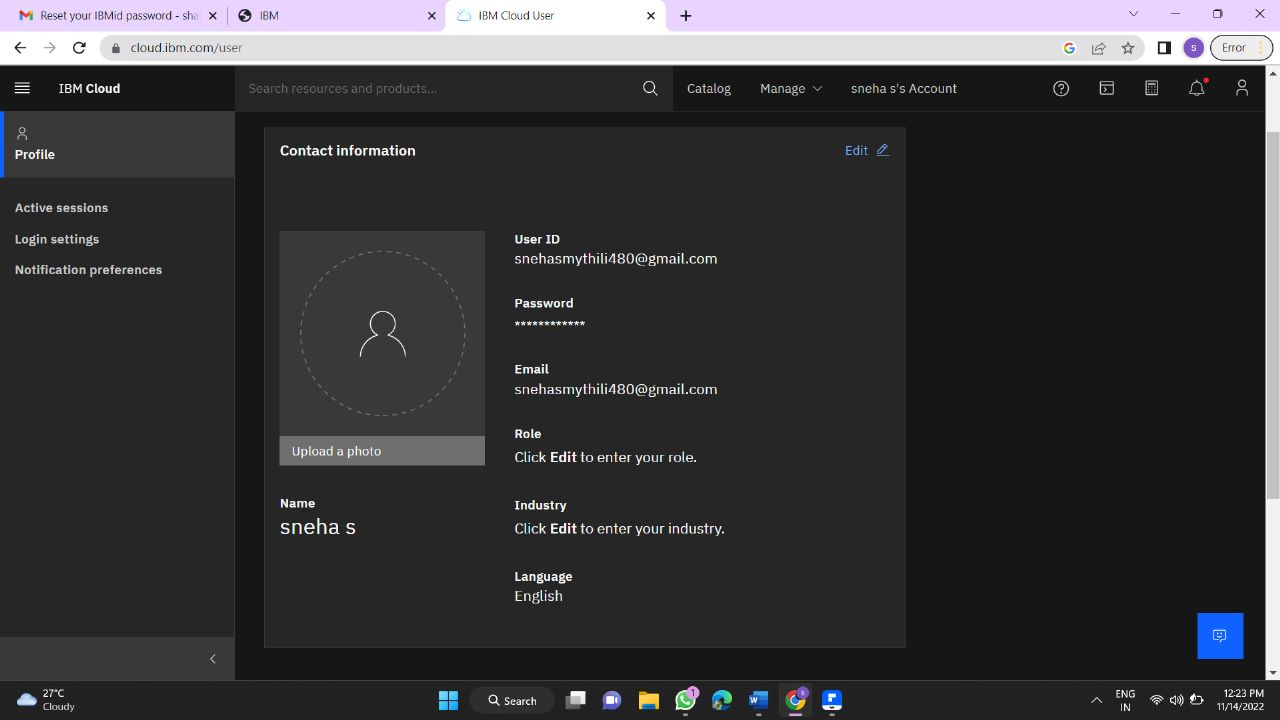 Reset your IBMid password - sha
IBM
IBM Cloud User
cloud.ibm.com/user
s
Error
IBM Cloud
Search resources and products...
Catalog
Manage
sneha s's Account
Profile
Active sessions
Login settings
Notification preferences
Contact information
Edit
Upload a photo
Name
sneha s
User ID
snehasmythili480@gmail.com
Password
************
Email
snehasmythili480@gmail.com
Role
Click Edit to enter your role.
Industry
Click Edit to enter your industry.
Language
English
27°C
Cloudy
Search
1
ENG
IN
12:23 PM
11/14/2022